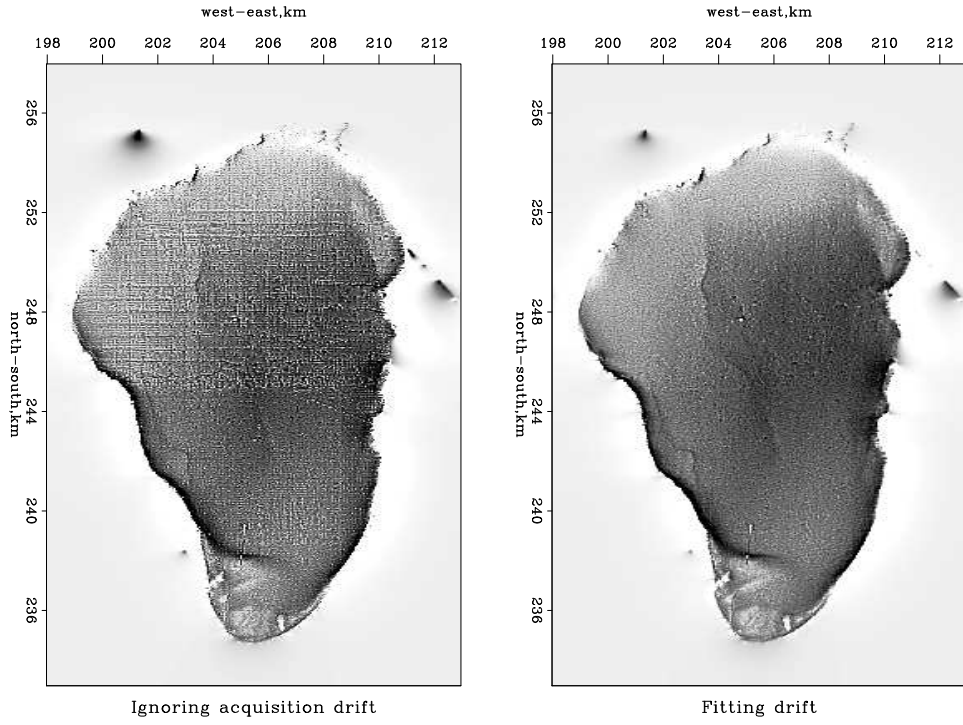 west-east,km
198 200 202 204 206 208 210 212
256
252
248
244
240
236
north-south,km
Ignoring acquisition drift
west-east,km
198 200 202 204 206 208 210 212
256
252
248
244
240
236
north-south,km
Fitting drift